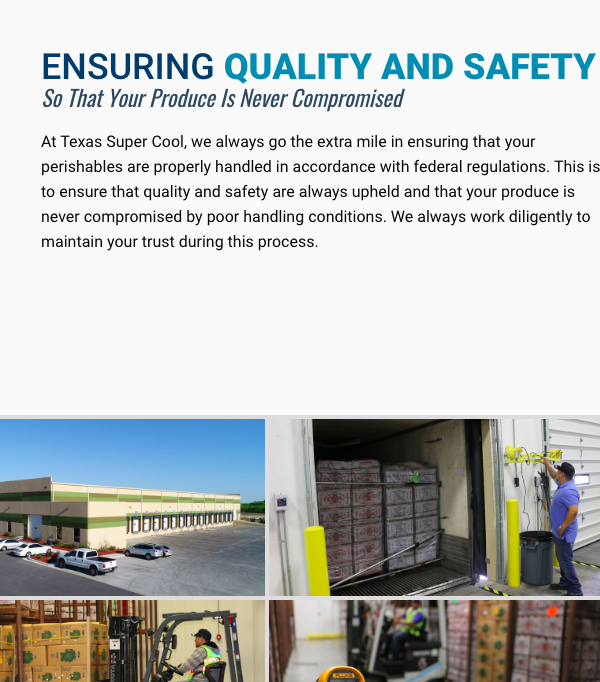 ENSURING QUALITY AND SAFETY
So That Your Produce Is Never Compromised
At Texas Super Cool, we always go the extra mile in ensuring that your
perishables are properly handled in accordance with federal regulations. This is
to ensure that quality and safety are always upheld and that your produce is
never compromised by poor handling conditions. We always work diligently to
maintain your trust during this process.
FLUKE